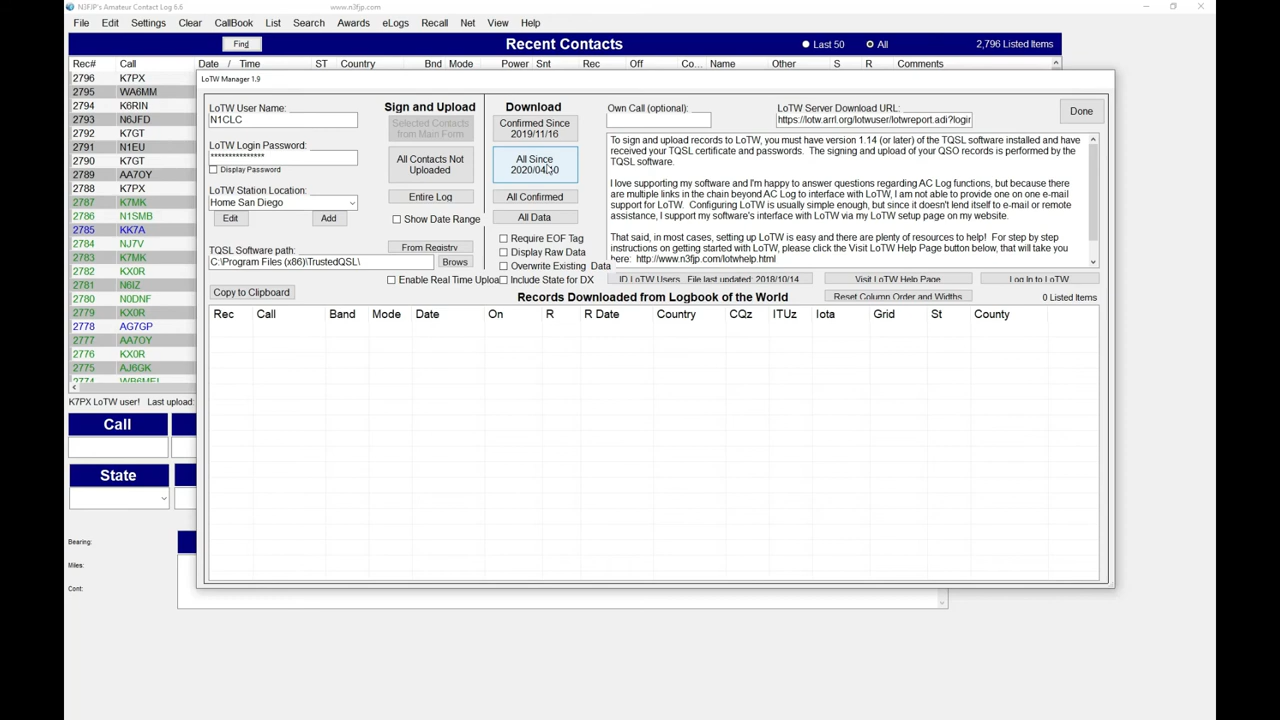 N3FJP's Amateur Contact Log 6.6
www.n3fjp.com
File Edit Settings Clear CallBook List Search Awards eLogs Recall Net View Help
Find
Recent Contacts
Last 50
All
2,796 Listed Items
Rec# Call Date / Time ST Country Bnd Mode Power Snt Rec Off Co... Name Other S R Comments
2796 K7PX
2795 WA6MM
2794 K6RIN
2793 N6JFD
2792 K7GT
2791 N1EU
2790 K7GT
2789 AA7OY
2788 K7PX
2787 K7MK
2786 N1SMB
2785 KK7A
2784 NJ7V
2783 AA7OY
2782 KX0R
2781 N6IZ
2780 N0DNF
2779 KX0R
2778 AG7GP
2777 AA7OY
2776 KX0R
2775 AJ6GK
2774
K7PX LoTW user! Last upload:
Call
State
Bearing:
Miles:
Cont:
LoTW Manager 1.9
LoTW User Name:
N1CLC
LoTW Login Password:
**************
Display Password
LoTW Station Location:
Home San Diego
Edit
Add
TQSL Software path:
C:\Program Files (x86)\TrustedQSL\
Copy to Clipboard
Sign and Upload
Selected Contacts
from Main Form
All Contacts Not
Uploaded
Entire Log
Show Date Range
From Registry
Brows
Enable Real Time Uploa
Download
Confirmed Since
2019/11/16
All Since
All Confirmed
All Data
Require EOF Tag
Display Raw Data
Overwrite Existing Data
Include State for DX
Own Call (optional):
LoTW Server Download URL:
https://lotw.arrl.org/lotwuser/lotwreport.adi?login
Done
To sign and upload records to LoTW, you must have version 1.14 (or later) of the TQSL software installed and have
received your TQSL certificate and passwords. The signing and upload of your QSO records is performed by the
TQSL software.
I love supporting my software and I'm happy to answer questions regarding AC Log functions, but because there
are multiple links in the chain beyond AC Log to interface with LoTW, I am not able to provide one on one e-mail
support for LoTW. Configuring LoTW is usually simple enough, but since it doesn't lend itself to e-mail or remote
assistance, I support my software's interface with LoTW via my LoTW setup page on my website.
That said, in most cases, setting up LoTW is easy and there are plenty of resources to help! For step by step
instructions on getting started with LoTW, please click the Visit LoTW Help Page button below, that will take you
here: http://www.n3fjp.com/lotwhelp.html
ID LoTW Users File last updated: 2018/10/14
Visit LoTW Help Page
Log In to LoTW
Records Downloaded from Logbook of the World
Reset Column Order and Widths
0 Listed Items
Rec Call Band Mode Date On R R Date Country CQz ITUz Iota Grid St County